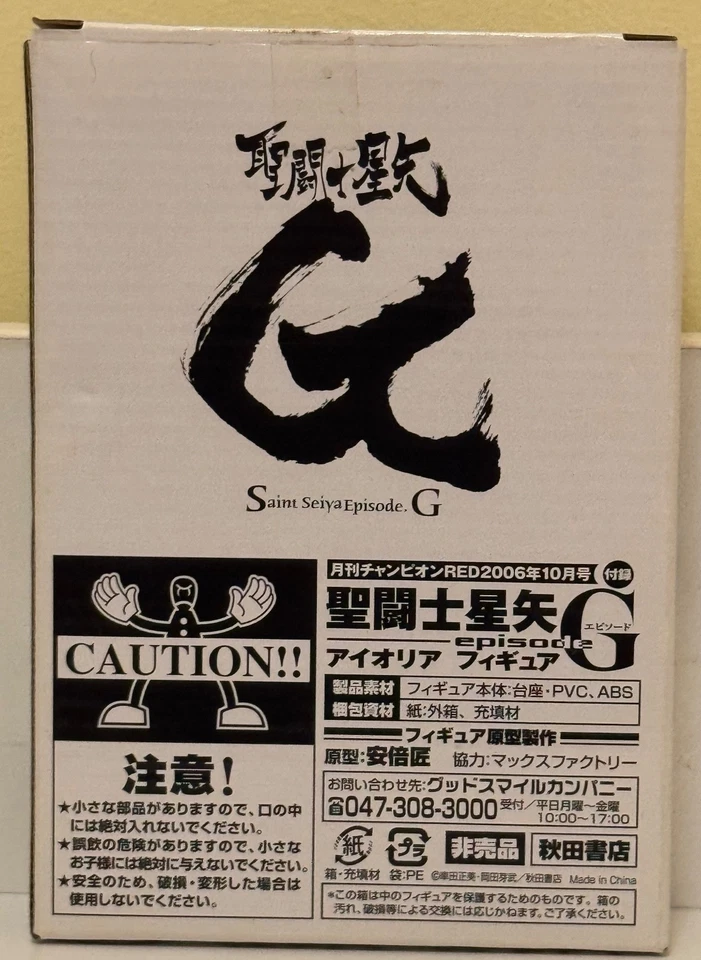 聖闘士星矢
G
Saint Seiya Episode. G
CAUTION!!
注意！
★小さな部品がありますので、口の中
には絶対入れないでください。
★誤飲の危険がありますので、小さな
お子様には絶対に与えないでください。
★安全のため、破損・変形した場合は
使用しないでください。
月刊チャンピオンRED2006年10月号 付録
聖闘士星矢
episode G エピソード
アイオリア フィギュア
製品素材 フィギュア本体:台座・PVC、ABS
梱包資材 紙:外箱、充填材
フィギュア原型製作
原型:安倍匠 協力:マックスファクトリー
お問い合わせ先:グッドスマイルカンパニー
☎047-308-3000 受付／平日月曜～金曜
10:00～17:00
紙 プラ 非売品 秋田書店
箱・充填材 袋:PE ©車田正美・岡田芽武／秋田書店 Made in China
*この箱は中のフィギュアを保護するためのものです。箱の
汚れ、破損等による交換には応じかねます。ご了承ください。